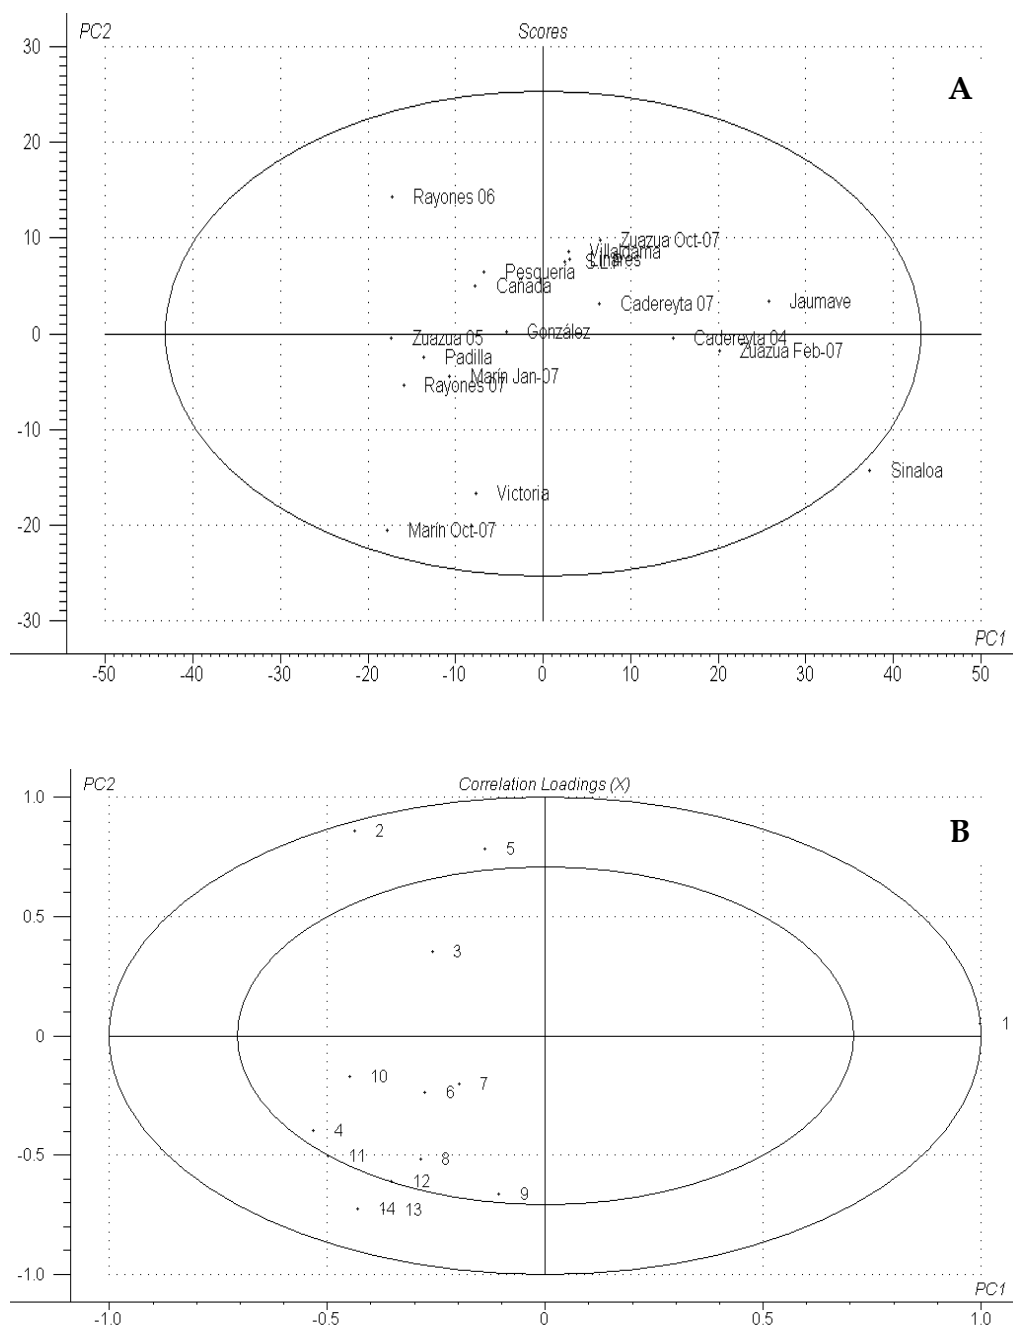 PC2
Scores
A
30
20
10
0
-10
-20
-30
Rayones 06
Zuazua Oct-07
Villaldama
S.L.P.
Linares
Pesquería
Cañada
Cadereyta 07
Jaumave
González
Zuazua 05
Cadereyta 04
Zuazua Feb-07
Padilla
Marín Jan-07
Rayones 07
Sinaloa
Victoria
Marín Oct-07
PC1
-50 -40 -30 -20 -10 0 10 20 30 40 50
PC2
Correlation Loadings (X)
B
1.0
0.5
0
-0.5
-1.0
2
5
3
1
10
7
6
4
11
8
12
9
14
13
PC1
-1.0 -0.5 0 0.5 1.0